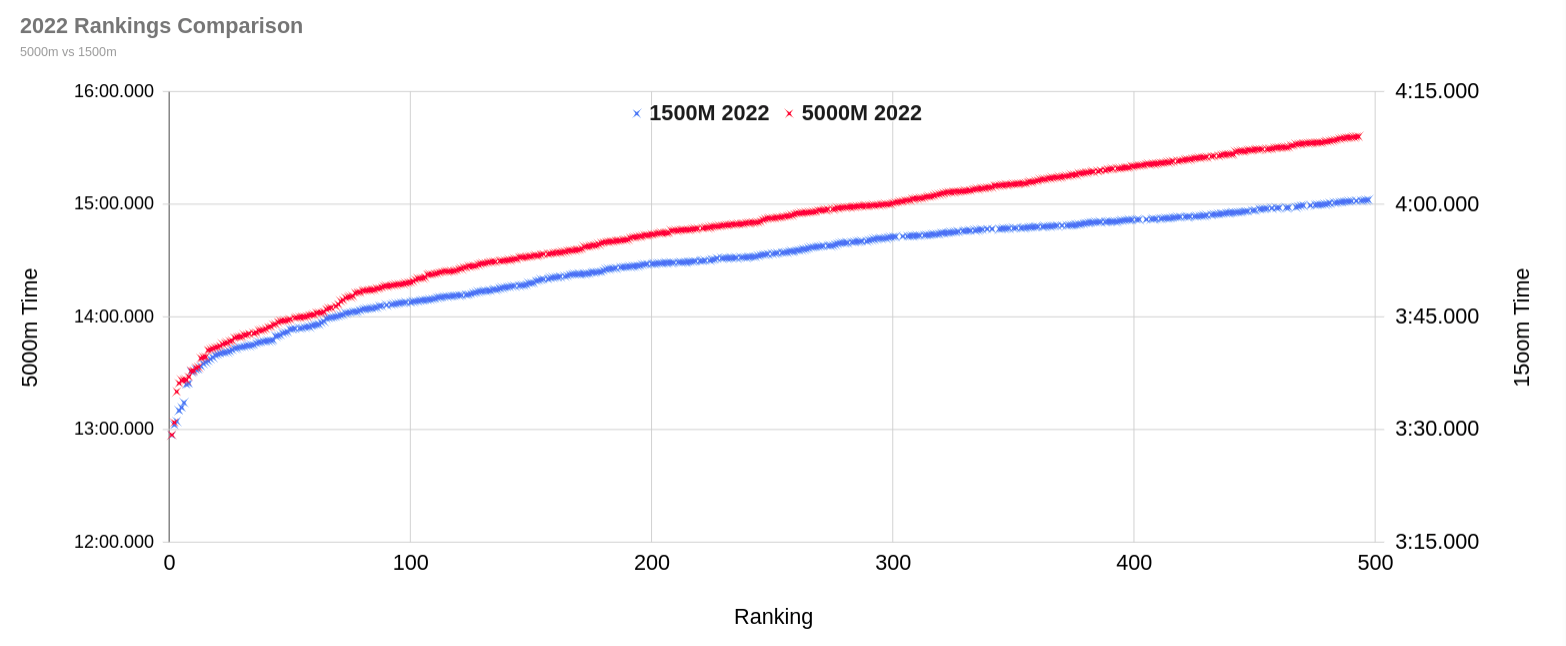 2022 Rankings Comparison
5000m vs 1500m
1500M 2022 5000M 2022
16:00.000
15:00.000
14:00.000
13:00.000
12:00.000
5000m Time
4:15.000
4:00.000
3:45.000
3:30.000
3:15.000
15oom Time
0 100 200 300 400 500
Ranking